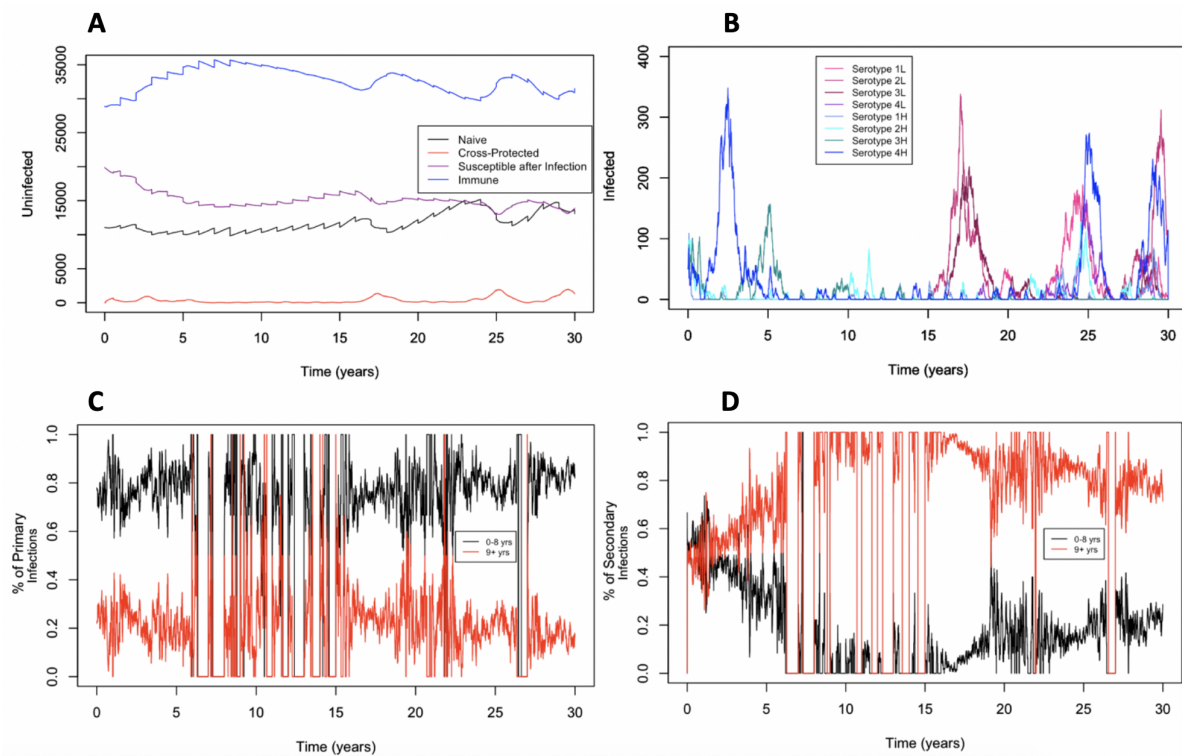 A
Uninfected
35000
25000
15000
5000
0
Naive
Cross-Protected
Susceptible after Infection
Immune
0 5 10 15 20 25 30
Time (years)
B
Infected
400
300
200
100
0
Serotype 1L
Serotype 2L
Serotype 3L
Serotype 4L
Serotype 1H
Serotype 2H
Serotype 3H
Serotype 4H
0 5 10 15 20 25 30
Time (years)
C
% of Primary
Infections
1.0
0.8
0.6
0.4
0.2
0.0
0-8 yrs
9+ yrs
0 5 10 15 20 25 30
Time (years)
D
% of Secondary
Infections
1.0
0.8
0.6
0.4
0.2
0.0
0-8 yrs
9+ yrs
0 5 10 15 20 25 30
Time (years)